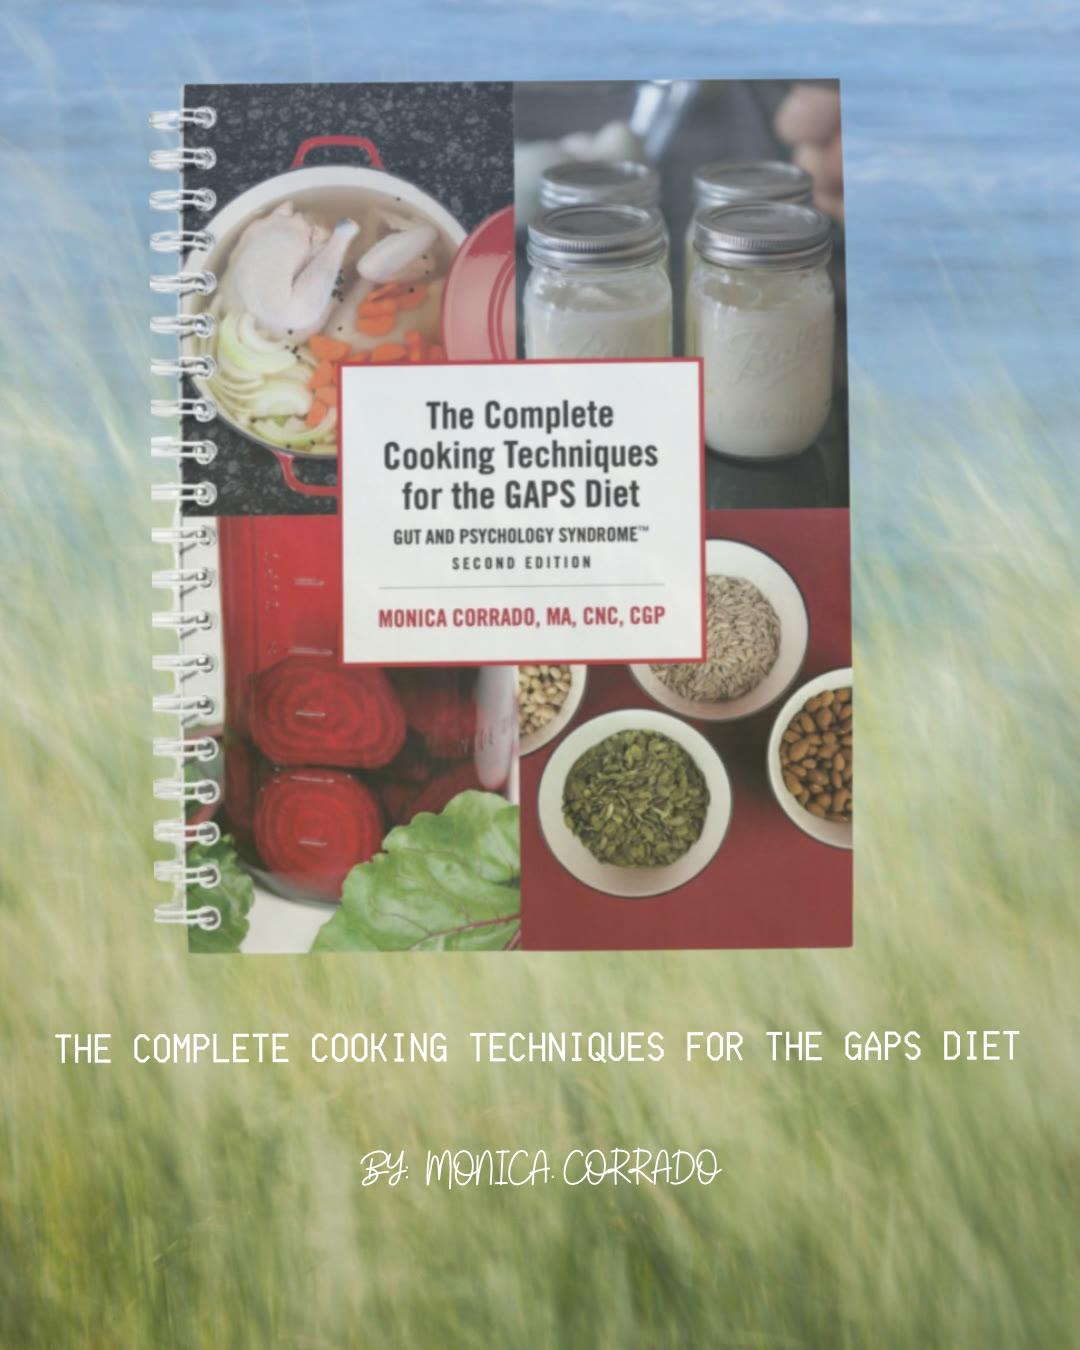 The Complete
Cooking Techniques
for the GAPS Diet
GUT AND PSYCHOLOGY SYNDROME™
SECOND EDITION
MONICA CORRADO, MA, CNC, CGP
THE COMPLETE COOKING TECHNIQUES FOR THE GAPS DIET
BY: MONICA CORRADO